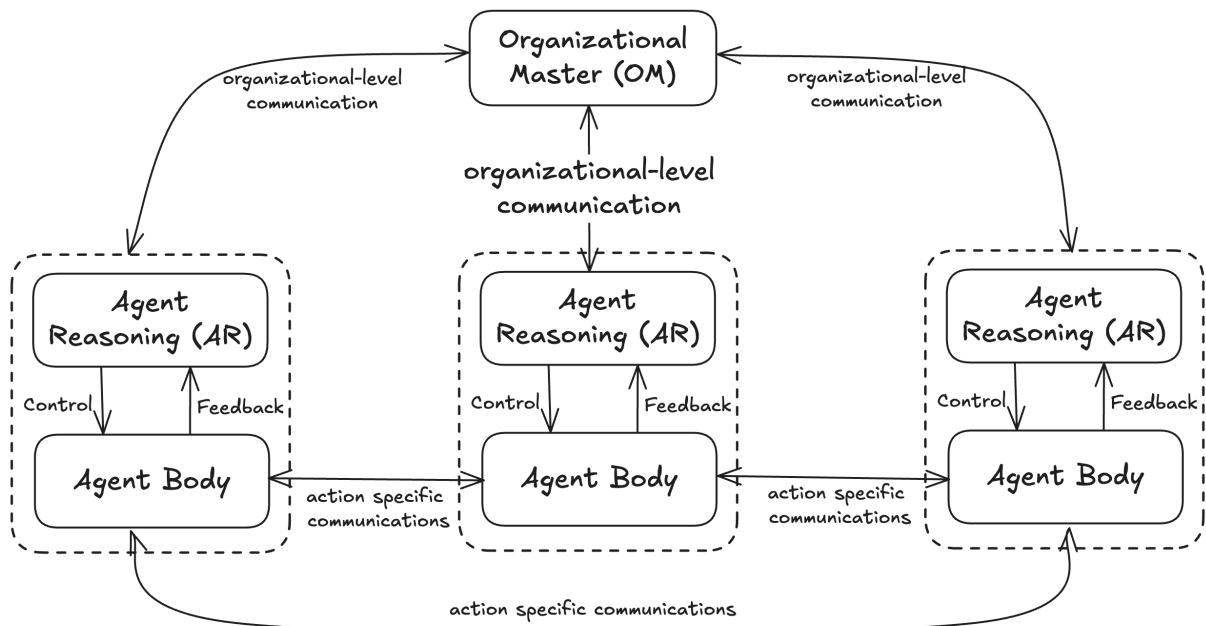 Organizational
Master (OM)
organizational-level
communication
organizational-level
communication
organizational-level
communication
Agent
Reasoning (AR)
Agent
Reasoning (AR)
Agent
Reasoning (AR)
Control
Feedback
Control
Feedback
Control
Feedback
Agent Body
Agent Body
Agent Body
action specific
communications
action specific
communications
action specific communications